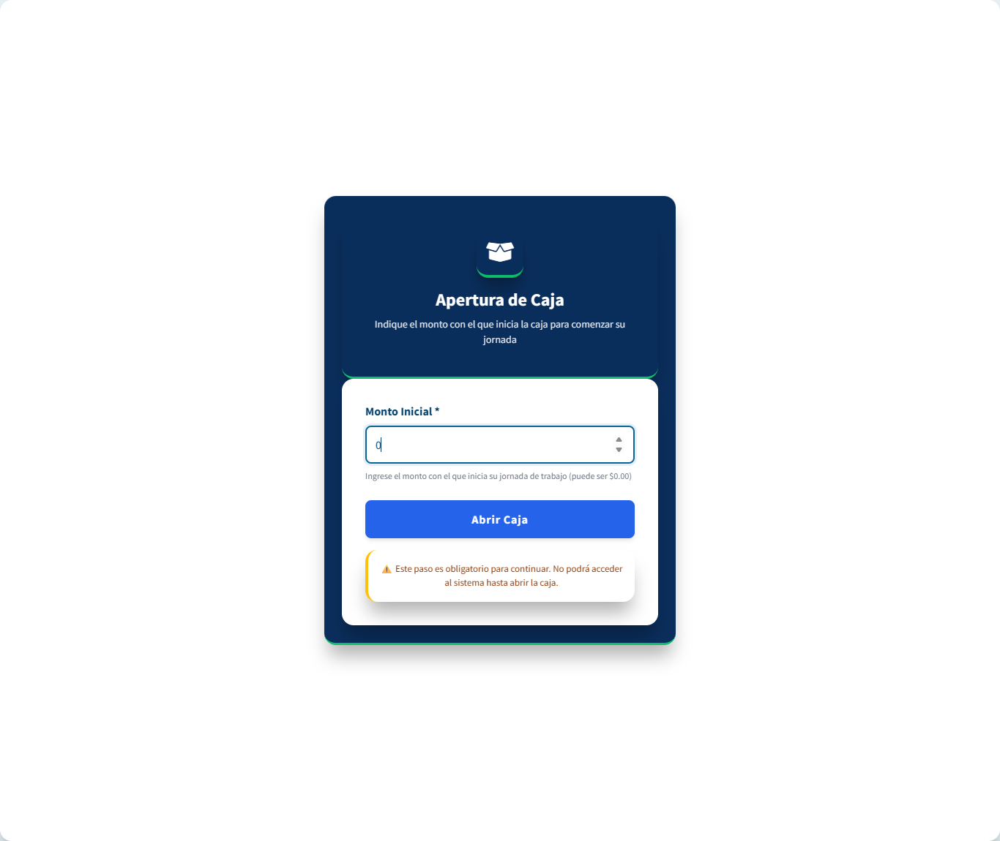 Apertura de Caja
Indique el monto con el que inicia la caja para comenzar su
jornada
Monto Inicial *
0
Ingrese el monto con el que inicia su jornada de trabajo (puede ser $0.00)
Abrir Caja
⚠️ Este paso es obligatorio para continuar. No podrá acceder
al sistema hasta abrir la caja.